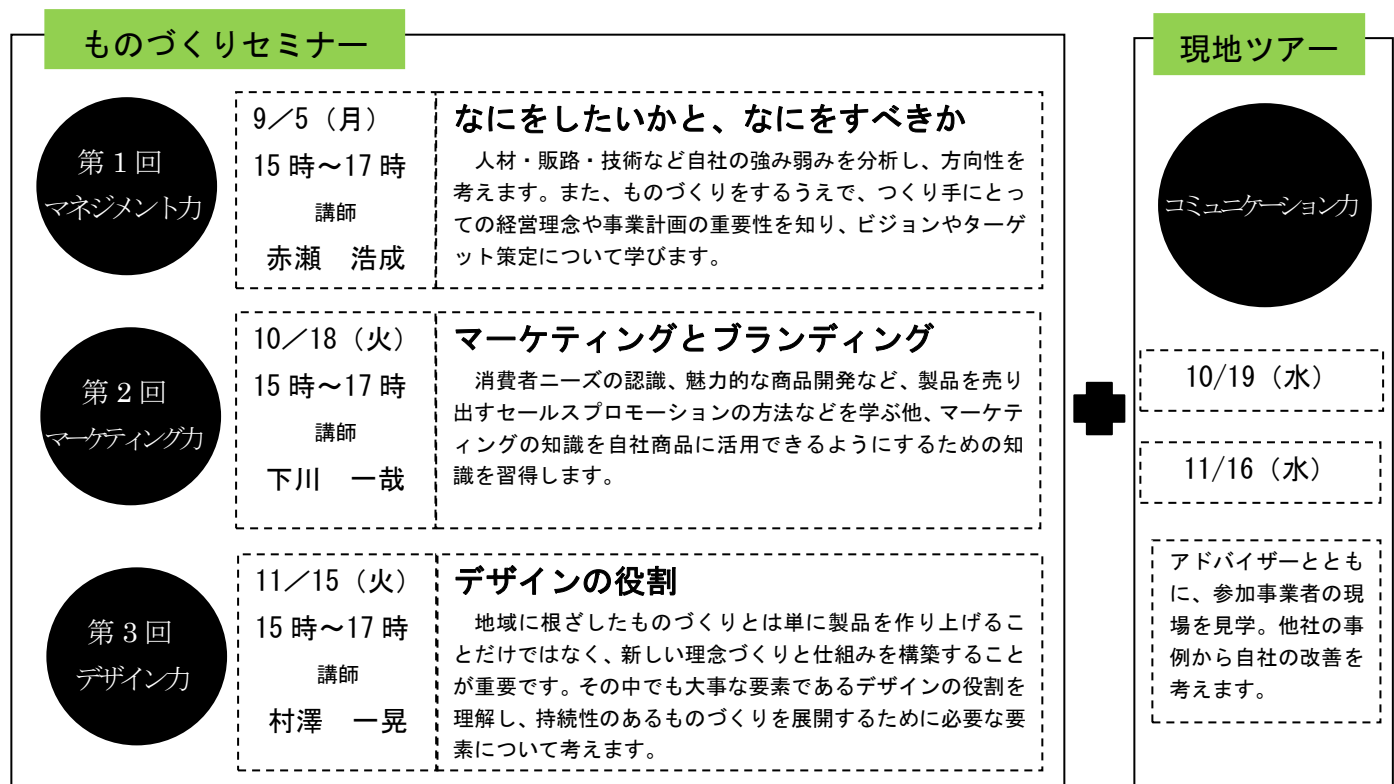 ものづくりセミナー
第１回
マネジメント力
9／5（月）
15時～17時
講師
赤瀬　浩成
なにをしたいかと、なにをすべきか
　人材・販路・技術など自社の強み弱みを分析し、方向性を
考えます。また、ものづくりをするうえで、つくり手にとっ
ての経営理念や事業計画の重要性を知り、ビジョンやターゲ
ット策定について学びます。
第２回
マーケティング力
10／18（火）
15時～17時
講師
下川　一哉
マーケティングとブランディング
　消費者ニーズの認識、魅力的な商品開発など、製品を売り
出すセールスプロモーションの方法などを学ぶ他、マーケテ
ィングの知識を自社商品に活用できるようにするための知
識を習得します。
第３回
デザイン力
11／15（火）
15時～17時
講師
村澤　一晃
デザインの役割
　地域に根ざしたものづくりとは単に製品を作り上げるこ
とだけではなく、新しい理念づくりと仕組みを構築すること
が重要です。その中でも大事な要素であるデザインの役割を
理解し、持続性のあるものづくりを展開するために必要な要
素について考えます。
現地ツアー
コミュニケーション力
10/19（水）
11/16（水）
アドバイザーととも
に、参加事業者の現
場を見学。他社の事
例から自社の改善を
考えます。